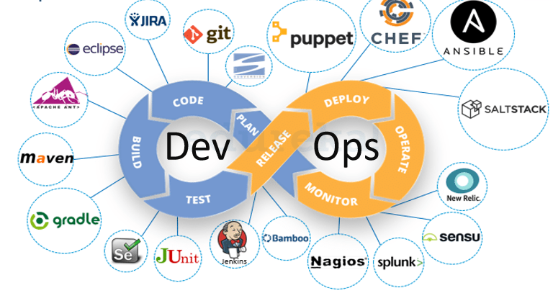 JIRA
git
eclipse
puppet
CHEF
ANSIBLE
APACHE ANT
SALTSTACK
CODE
PLAN
DEPLOY
Dev
RELEASE
Ops
BUILD
OPERATE
TEST
MONITOR
maven
gradle
New Relic.
sensu
Se
JUnit
Jenkins
Bamboo
Nagios
splunk>